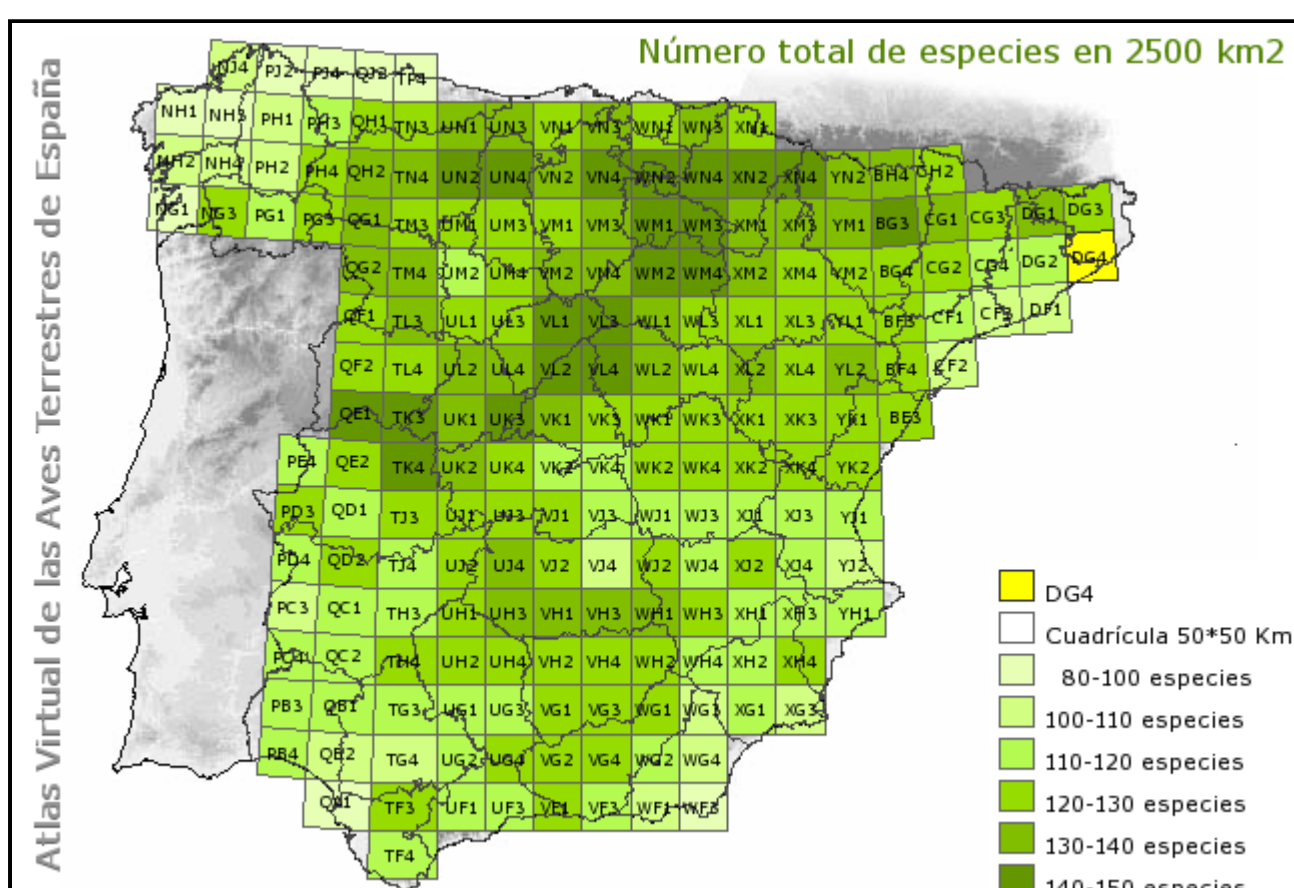 Número total de especies en 2500 km2
Atlas Virtual de las Aves Terrestres de España
NJ4 PJ2 PJ4 QJ2 TP4
NH1 NH3 PH1 PH3 QH1 TN3 UN1 UN3 VN1 VN3 WN1 WN3 XN1
NH2 NH4 PH2 PH4 QH2 TN4 UN2 UN4 VN2 VN4 WN2 WN4 XN2 XN4 YN2 BH4 CH2
NG1 NG3 PG1 PG3 QG1 TM3 UM1 UM3 VM1 VM3 WM1 WM3 XM1 XM3 YM1 BG3 CG1 CG3 DG1 DG3
QG2 TM4 UM2 UM4 VM2 VM4 WM2 WM4 XM2 XM4 YM2 BG4 CG2 CG4 DG2 DG4
QF1 TL3 UL1 UL3 VL1 VL3 WL1 WL3 XL1 XL3 YL1 BF3 CF1 CF3 DF1
QF2 TL4 UL2 UL4 VL2 VL4 WL2 WL4 XL2 XL4 YL2 BF4 CF2
QE1 TK3 UK1 UK3 VK1 VK3 WK1 WK3 XK1 XK3 YK1 BE3
PE4 QE2 TK4 UK2 UK4 VK2 VK4 WK2 WK4 XK2 XK4 YK2
PD3 QD1 TJ3 UJ1 UJ3 VJ1 VJ3 WJ1 WJ3 XJ1 XJ3 YJ1
PD4 QD2 TJ4 UJ2 UJ4 VJ2 VJ4 WJ2 WJ4 XJ2 XJ4 YJ2
PC3 QC1 TH3 UH1 UH3 VH1 VH3 WH1 WH3 XH1 XH3 YH1
PC4 QC2 TH4 UH2 UH4 VH2 VH4 WH2 WH4 XH2 XH4
PB3 QB1 TG3 UG1 UG3 VG1 VG3 WG1 WG3 XG1 XG3
PB4 QB2 TG4 UG2 UG4 VG2 VG4 WG2 WG4
QA1 TF3 UF1 UF3 VF1 VF3 WF1 WF3
TF4
DG4
Cuadrícula 50*50 Km
80-100 especies
100-110 especies
110-120 especies
120-130 especies
130-140 especies
140-150 especies